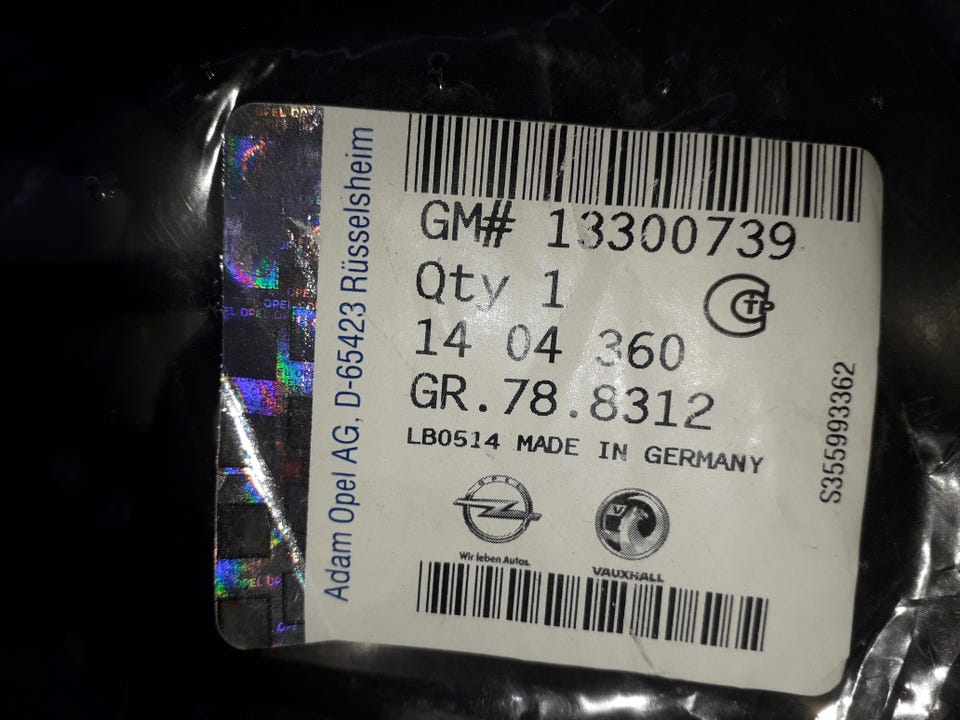 Adam Opel AG, D-65423 Rüsselsheim
GM# 13300739
Qty 1
14 04 360
GR.78.8312
LB0514 MADE IN GERMANY
S355993362
OPEL
Wir leben Autos.
VAUXHALL